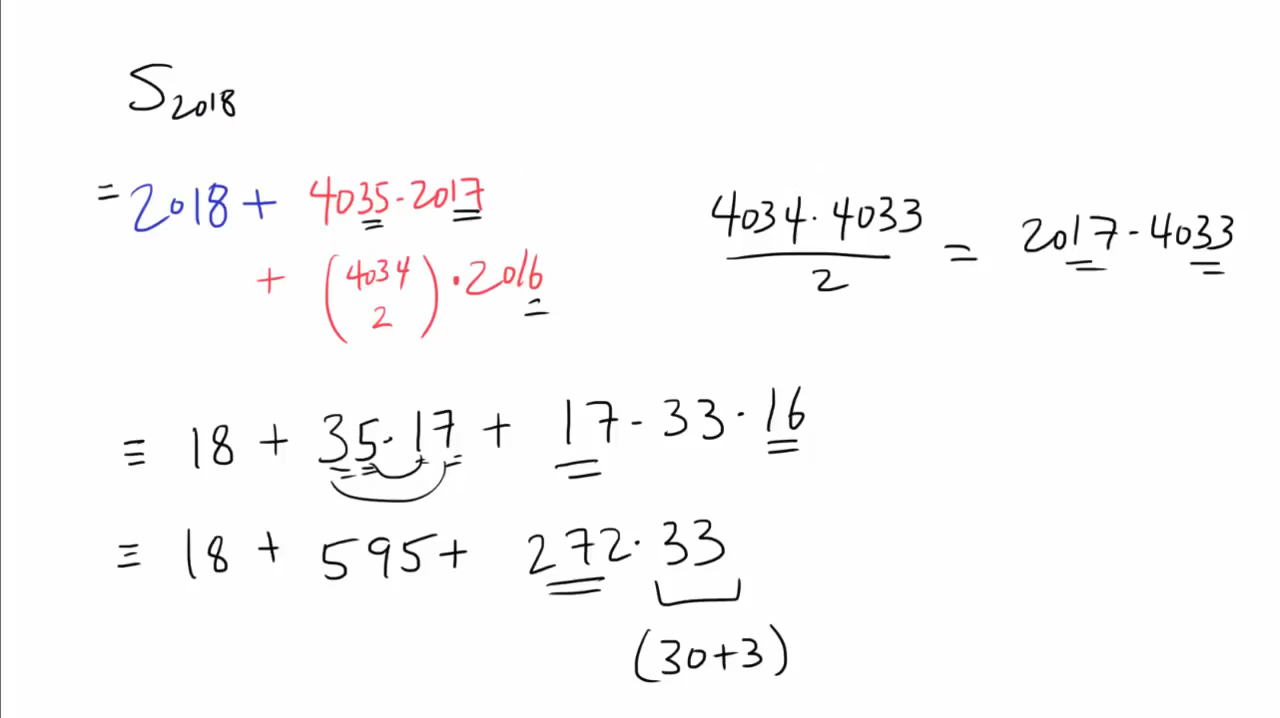 S₂₀₁₈
= 2018 + 4035 · 2017
+ (4034 2) · 2016
4034 · 4033 / 2 = 2017 · 4033
≡ 18 + 35 · 17 + 17 · 33 · 16
≡ 18 + 595 + 272 · 33
(30+3)